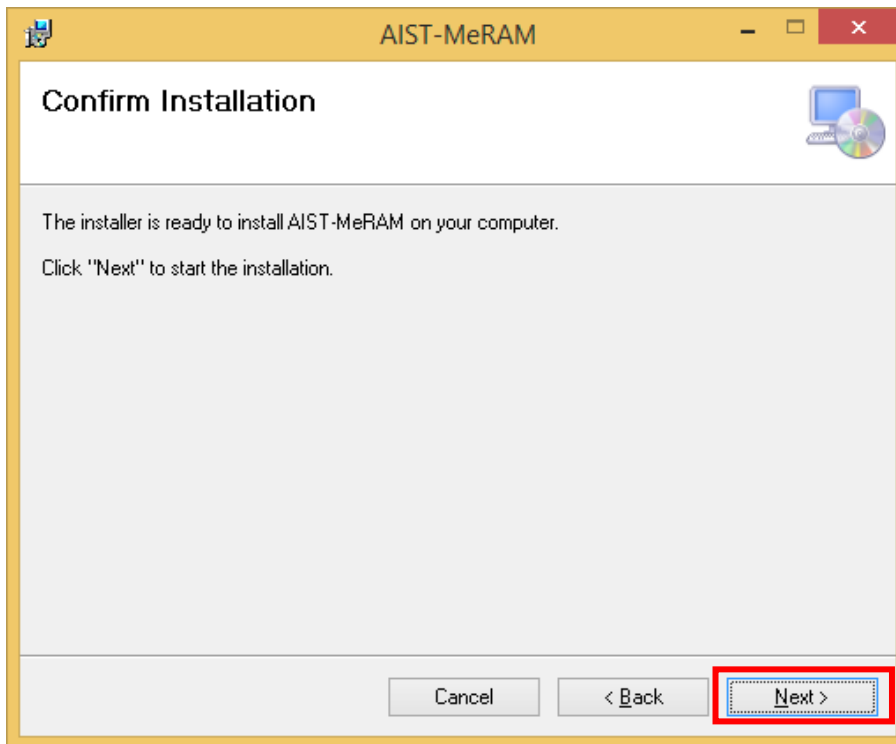 AIST-MeRAM
Confirm Installation
The installer is ready to install AIST-MeRAM on your computer.
Click "Next" to start the installation.
Cancel
< Back
Next >